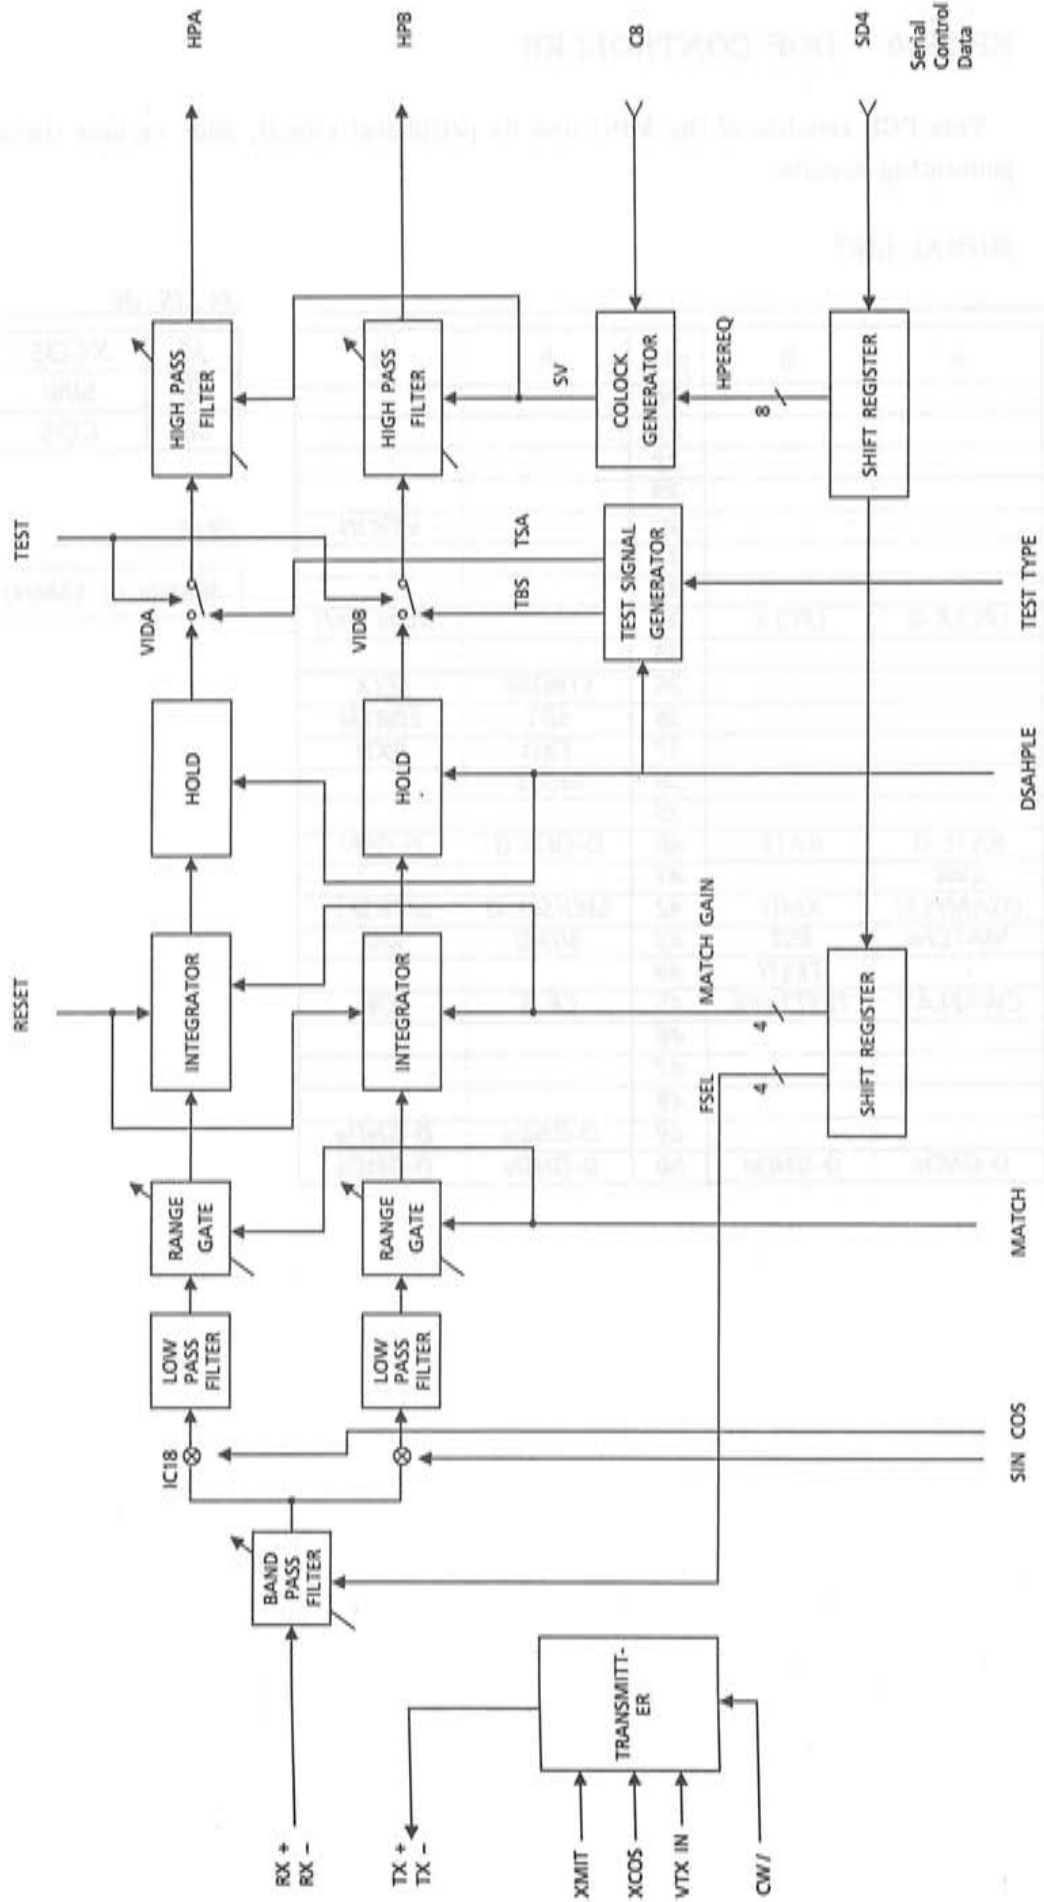 RX +
RX −
TX +
TX −
XMIT
XCOS
VTX IN
CW /
TRANSMITT-
ER
BAND
PASS
FILTER
IC18
LOW
PASS
FILTER
LOW
PASS
FILTER
SIN COS
RANGE
GATE
RANGE
GATE
MATCH
RESET
INTEGRATOR
INTEGRATOR
FSEL
4
MATCH GAIN
4
SHIFT REGISTER
HOLD
HOLD
DSAHPLE
VIDA
VIDB
TEST
TBS
TSA
TEST SIGNAL
GENERATOR
TEST TYPE
HIGH PASS
FILTER
HIGH PASS
FILTER
5V
COLOCK
GENERATOR
HPEREQ
8
SHIFT REGISTER
HPA
HPB
C8
SD4
Serial
Control
Data